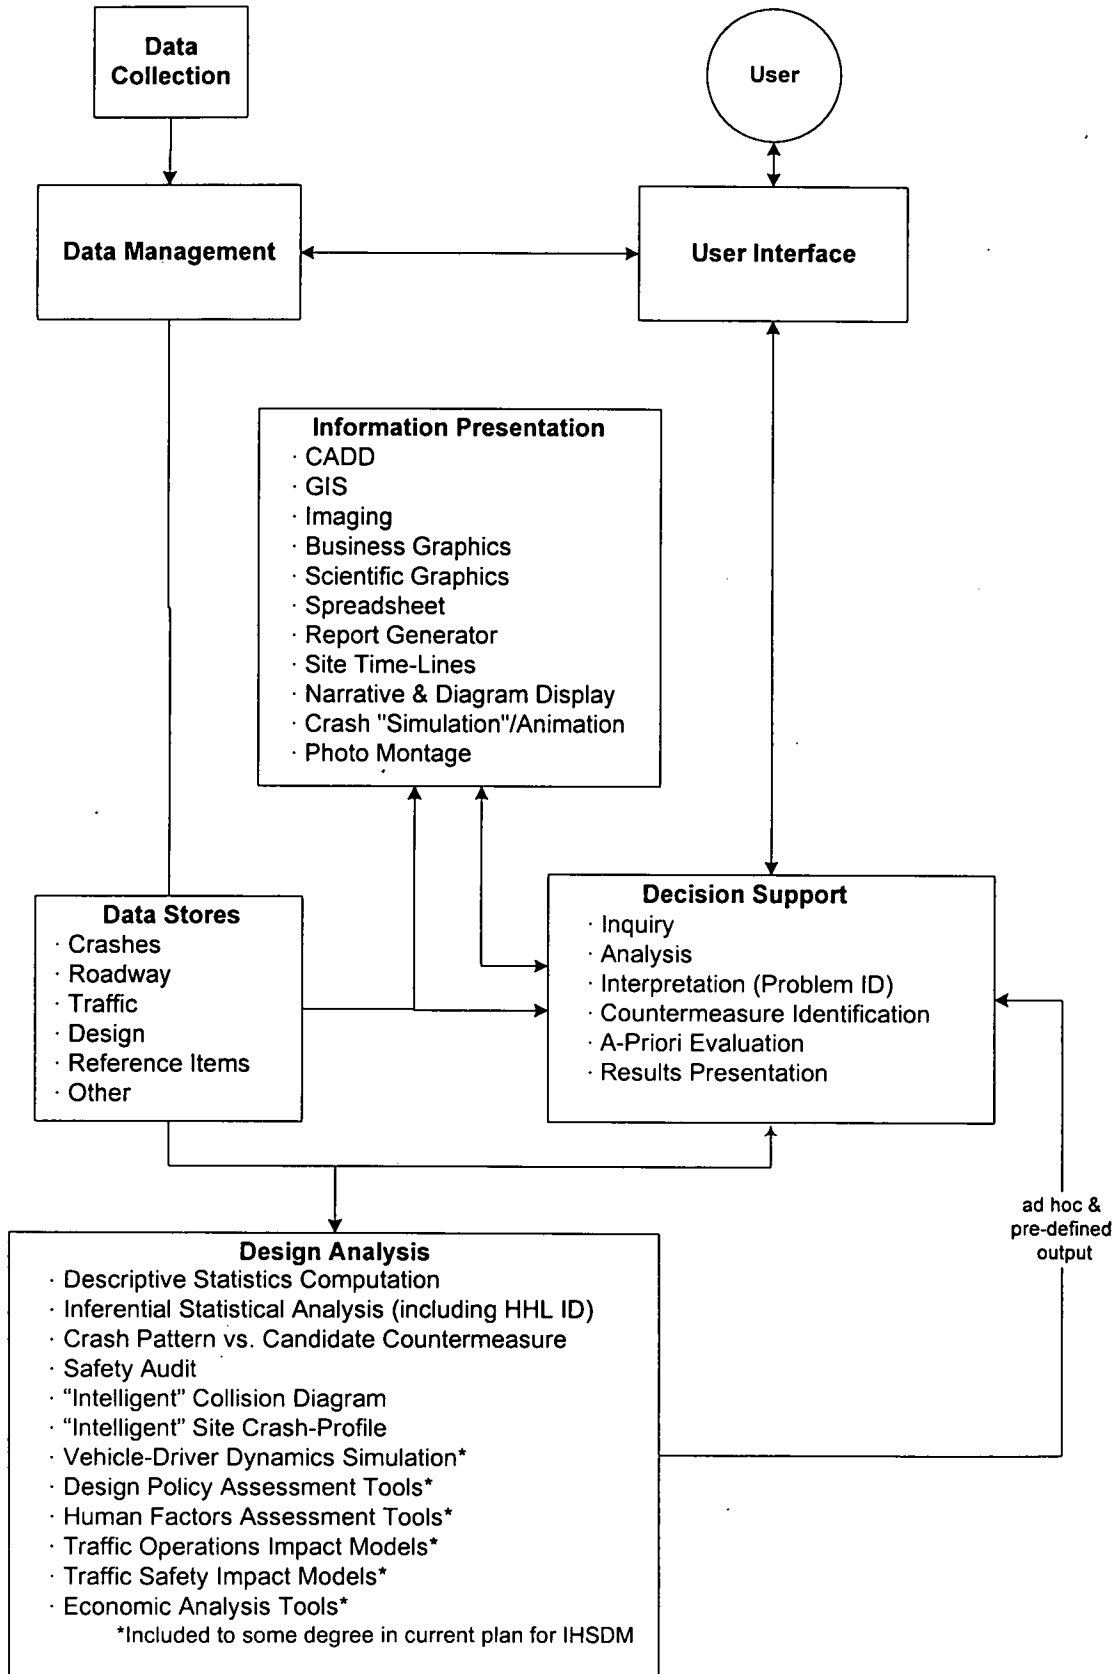 Data
Collection
User
Data Management
User Interface
Information Presentation
· CADD
· GIS
· Imaging
· Business Graphics
· Scientific Graphics
· Spreadsheet
· Report Generator
· Site Time-Lines
· Narrative & Diagram Display
· Crash "Simulation"/Animation
· Photo Montage
Data Stores
· Crashes
· Roadway
· Traffic
· Design
· Reference Items
· Other
Decision Support
· Inquiry
· Analysis
· Interpretation (Problem ID)
· Countermeasure Identification
· A-Priori Evaluation
· Results Presentation
ad hoc &
pre-defined
output
Design Analysis
· Descriptive Statistics Computation
· Inferential Statistical Analysis (including HHL ID)
· Crash Pattern vs. Candidate Countermeasure
· Safety Audit
· “Intelligent” Collision Diagram
· “Intelligent” Site Crash-Profile
· Vehicle-Driver Dynamics Simulation*
· Design Policy Assessment Tools*
· Human Factors Assessment Tools*
· Traffic Operations Impact Models*
· Traffic Safety Impact Models*
· Economic Analysis Tools*
*Included to some degree in current plan for IHSDM